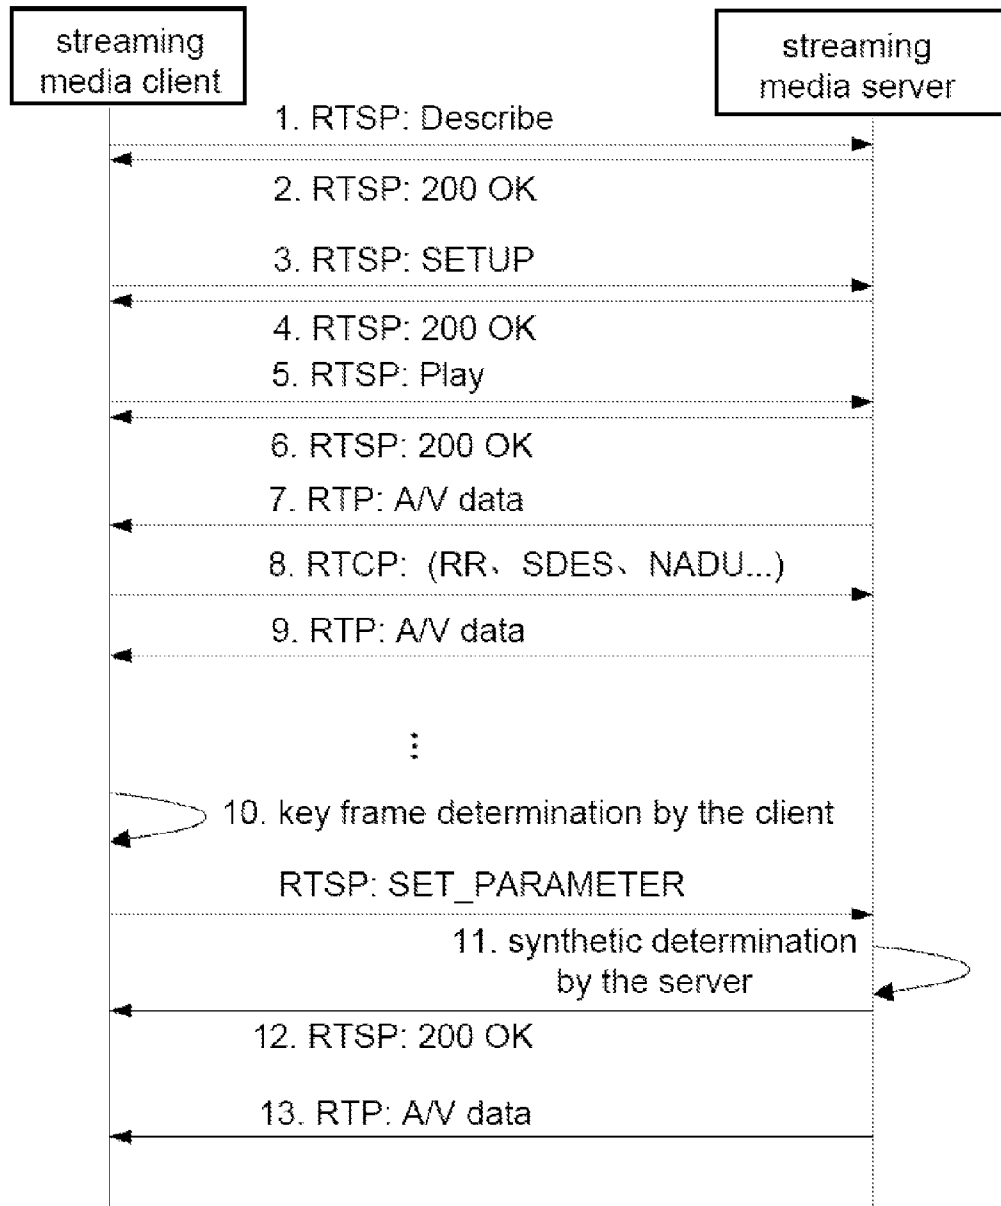 streaming
media client
streaming
media server
1. RTSP: Describe
2. RTSP: 200 OK
3. RTSP: SETUP
4. RTSP: 200 OK
5. RTSP: Play
6. RTSP: 200 OK
7. RTP: A/V data
8. RTCP: (RR、SDES、NADU...)
9. RTP: A/V data
...
10. key frame determination by the client
RTSP: SET_PARAMETER
11. synthetic determination
by the server
12. RTSP: 200 OK
13. RTP: A/V data